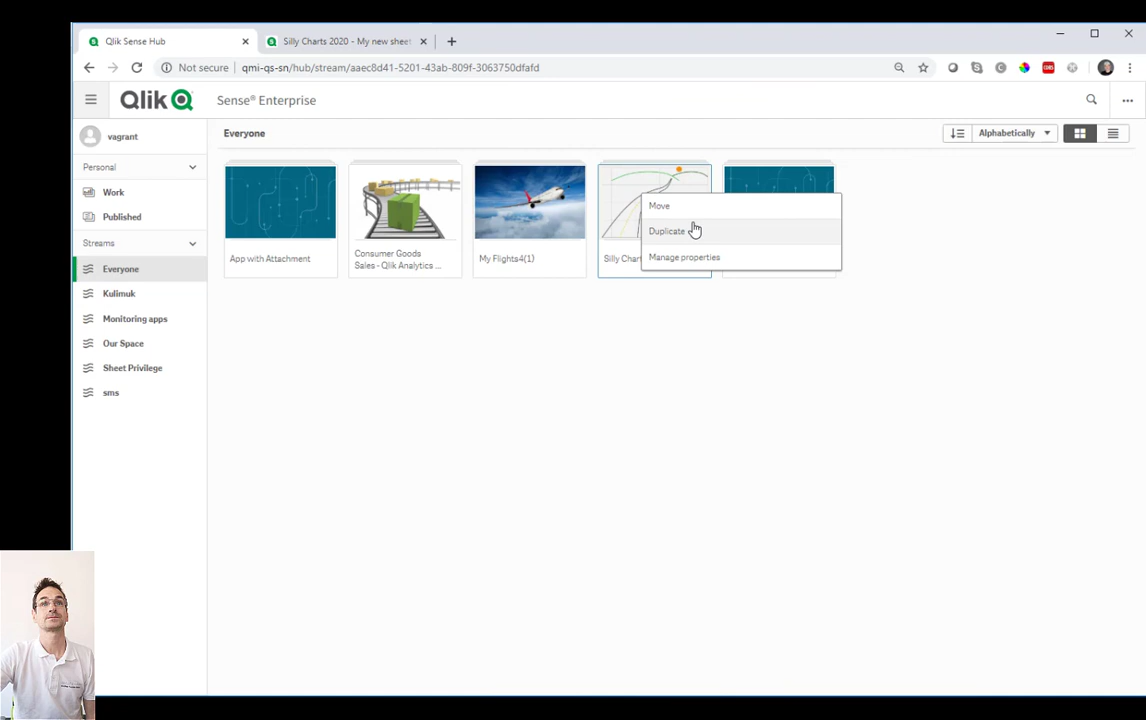 Qlik Sense Hub
Silly Charts 2020 - My new sheet
Not secure
qmi-qs-sn/hub/stream/aaec8d41-5201-43ab-809f-3063750dfafd
Qlik
Sense® Enterprise
vagrant
Everyone
Alphabetically
Personal
Work
Published
Streams
Everyone
Kulimuk
Monitoring apps
Our Space
Sheet Privilege
sms
App with Attachment
Consumer Goods
Sales - Qlik Analytics ...
My Flights4(1)
Silly Char
Move
Duplicate
Manage properties